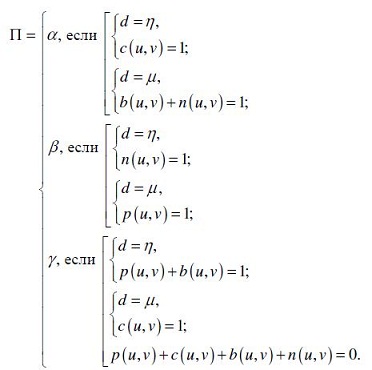 Π = α, если d = η,
c(u,v) = 1;
d = μ,
b(u,v) + n(u,v) = 1;
β, если d = η,
n(u,v) = 1;
d = μ,
p(u,v) = 1;
γ, если d = η,
p(u,v) + b(u,v) = 1;
d = μ,
c(u,v) = 1;
p(u,v) + c(u,v) + b(u,v) + n(u,v) = 0.